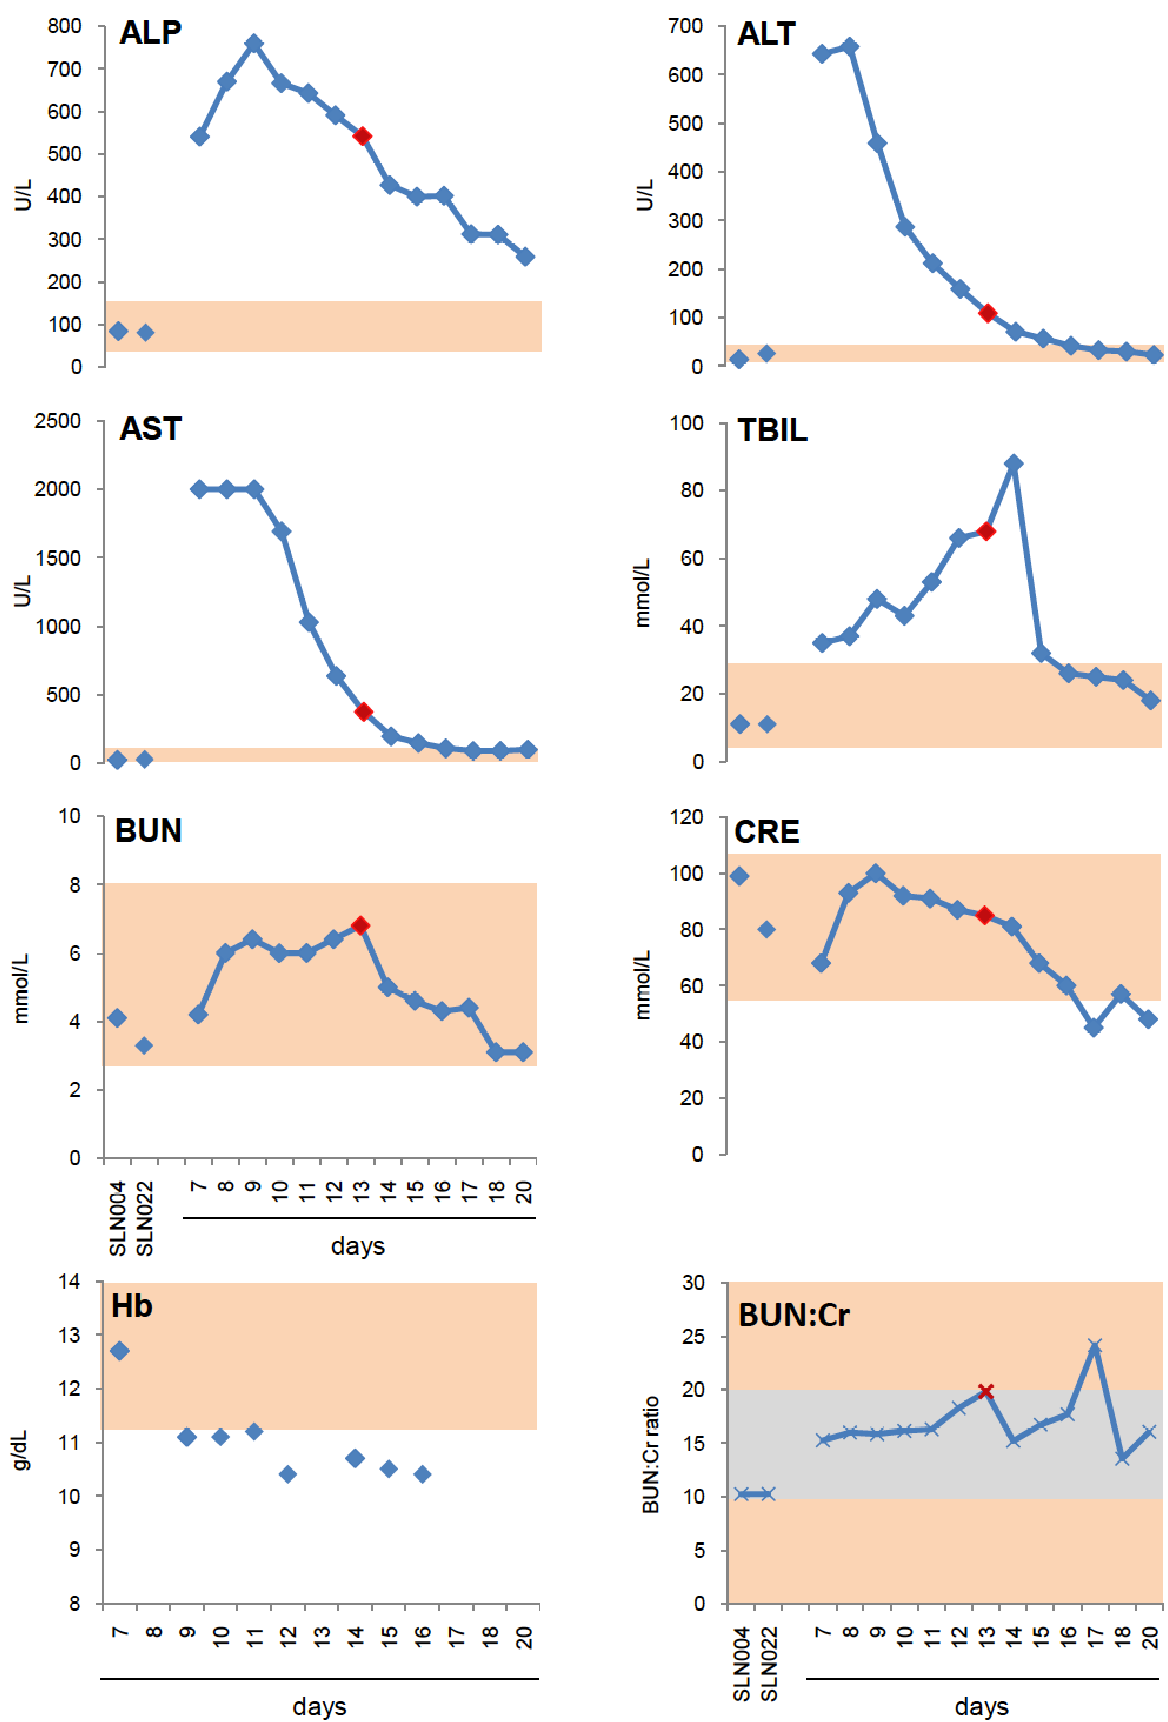 ALP
800
700
600
500
400
300
200
100
0
U/L
ALT
700
600
500
400
300
200
100
0
U/L
AST
2500
2000
1500
1000
500
0
U/L
TBIL
100
80
60
40
20
0
mmol/L
BUN
10
8
6
4
2
0
mmol/L
SLN004 SLN022 7 8 9 10 11 12 13 14 15 16 17 18 20
days
CRE
120
100
80
60
40
20
0
mmol/L
Hb
14
13
12
11
10
9
8
g/dL
7 8 9 10 11 12 13 14 15 16 17 18 20
days
BUN:Cr
30
25
20
15
10
5
0
BUN:Cr ratio
SLN004 SLN022 7 8 9 10 11 12 13 14 15 16 17 18 20
days